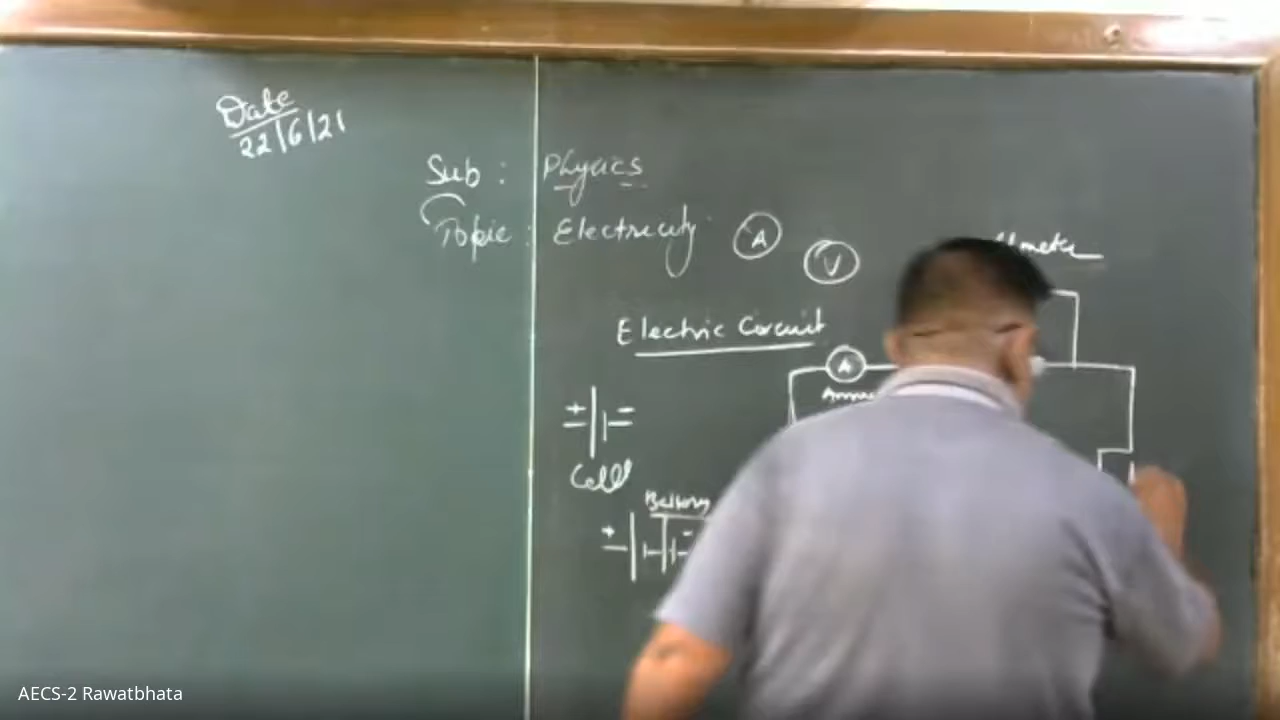 Date
22/6/21
Sub : Physics
Topic : Electricity
A
V
Electric Circuit
A
+ -
Cell
Battery
+ -
AECS-2 Rawatbhata